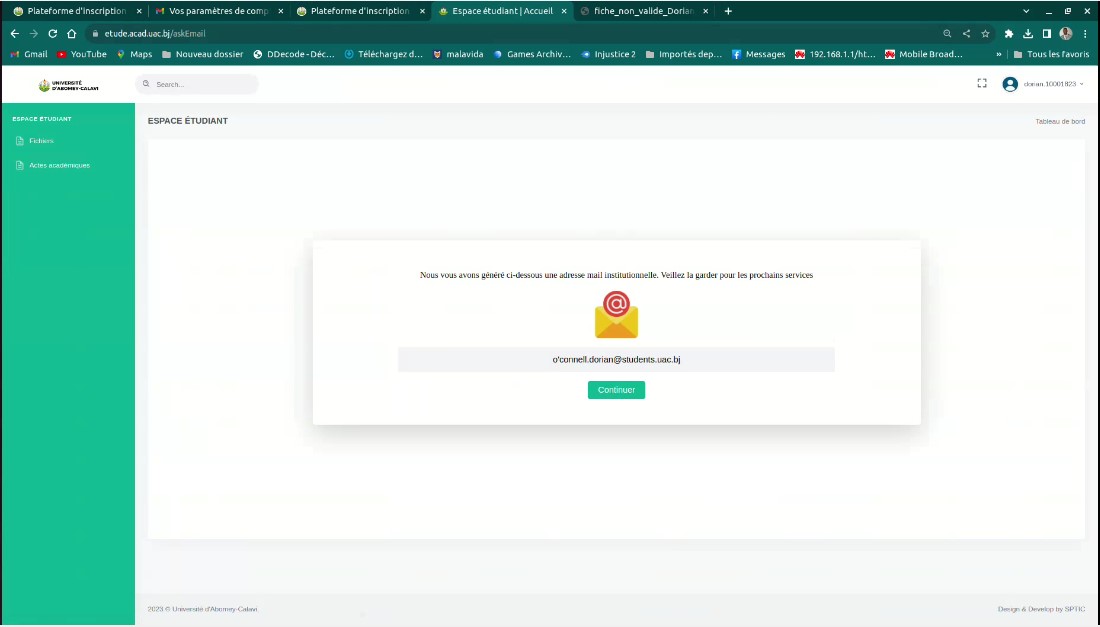 Plateforme d'inscription
Vos paramètres de comp
Plateforme d'inscription
Espace étudiant | Accueil
fiche_non_valide_Dorian
etude.acad.uac.bj/askEmail
Gmail
YouTube
Maps
Nouveau dossier
DDecode - Déc...
Téléchargez d...
malavida
Games Archiv...
Injustice 2
Importés dep...
Messages
192.168.1.1/ht...
Mobile Broad...
»
Tous les favoris
UNIVERSITÉ
D'ABOMEY-CALAVI
Search...
dorian.10001823.
ESPACE ÉTUDIANT
Fichiers
Actes académiques
ESPACE ÉTUDIANT
Tableau de bord
Nous vous avons généré ci-dessous une adresse mail institutionnelle. Veillez la garder pour les prochains services
@
o'connell.dorian@students.uac.bj
Continuer
2023 © Université d'Abomey-Calavi.
Design & Develop by SPTIC